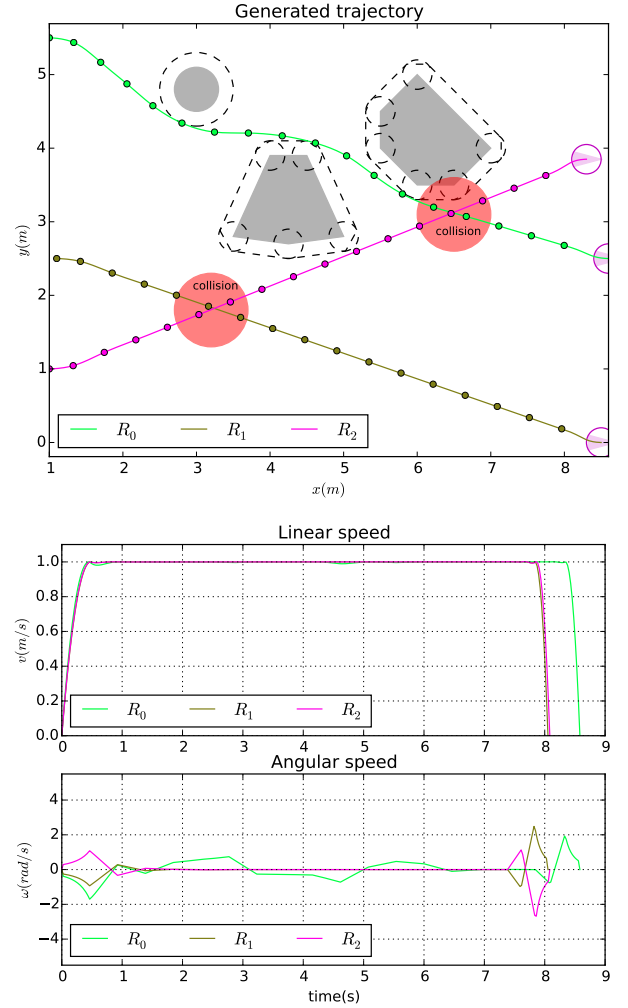 Generated trajectory
5
4
3
2
1
0
y(m)
collision
collision
R₀ R₁ R₂
1 2 3 4 5 6 7 8
x(m)
Linear speed
1.0
0.8
0.6
0.4
0.2
0.0
v(m/s)
R₀ R₁ R₂
0 1 2 3 4 5 6 7 8 9
Angular speed
4
2
0
−2
−4
ω(rad/s)
R₀ R₁ R₂
0 1 2 3 4 5 6 7 8 9
time(s)